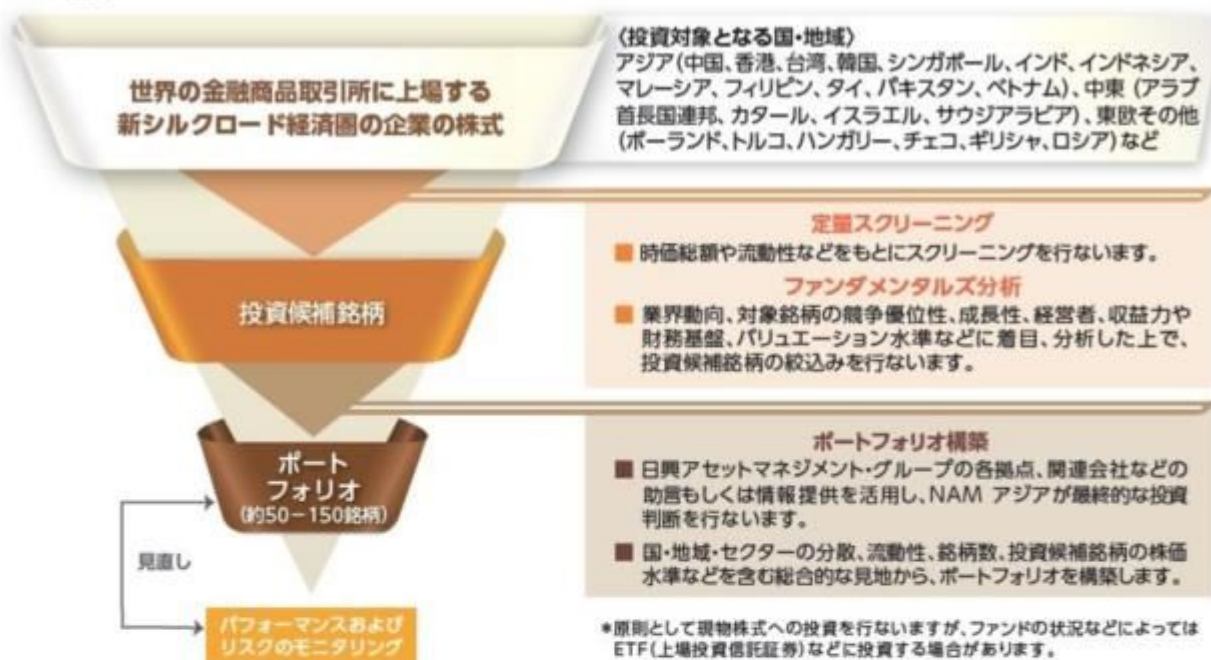 世界の金融商品取引所に上場する
新シルクロード経済圏の企業の株式
〈投資対象となる国・地域〉
アジア(中国、香港、台湾、韓国、シンガポール、インド、インドネシア、
マレーシア、フィリピン、タイ、パキスタン、ベトナム)、中東(アラブ
首長国連邦、カタール、イスラエル、サウジアラビア)、東欧その他
(ポーランド、トルコ、ハンガリー、チェコ、ギリシャ、ロシア)など
投資候補銘柄
定量スクリーニング
■ 時価総額や流動性などをもとにスクリーニングを行ないます。
ファンダメンタルズ分析
■ 業界動向、対象銘柄の競争優位性、成長性、経営者、収益力や
財務基盤、バリュエーション水準などに着目、分析した上で、
投資候補銘柄の絞込みを行ないます。
ポート
フォリオ
(約50-150銘柄)
見直し
パフォーマンスおよび
リスクのモニタリング
ポートフォリオ構築
■ 日興アセットマネジメント・グループの各拠点、関連会社などの
助言もしくは情報提供を活用し、NAM アジアが最終的な投資
判断を行ないます。
■ 国・地域・セクターの分散、流動性、銘柄数、投資候補銘柄の株価
水準などを含む総合的な見地から、ポートフォリオを構築します。
*原則として現物株式への投資を行ないますが、ファンドの状況などによっては
ETF(上場投資信託証券)などに投資する場合があります。